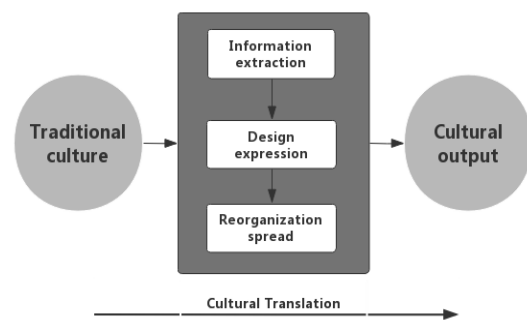 Traditional
culture
Information
extraction
Design
expression
Reorganization
spread
Cultural
output
Cultural Translation